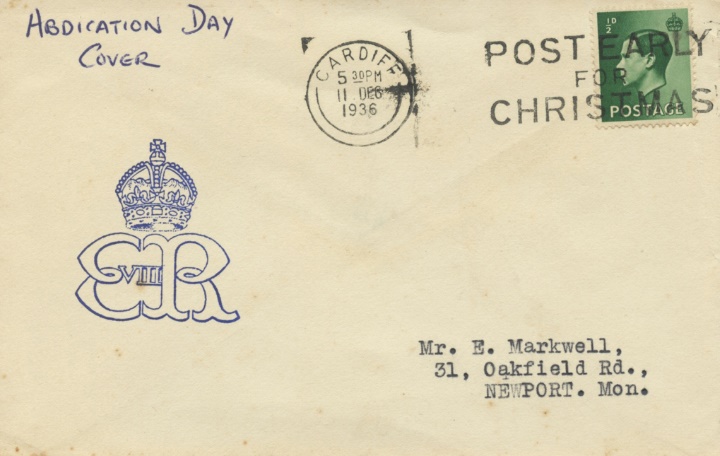 ABDICATION DAY
COVER
CARDIFF
5 30PM
11 DEC
1936
POST EARLY
FOR
CHRISTMAS
½D
POSTAGE
E VIII R
Mr. E. Markwell,
31, Oakfield Rd.,
NEWPORT. Mon.